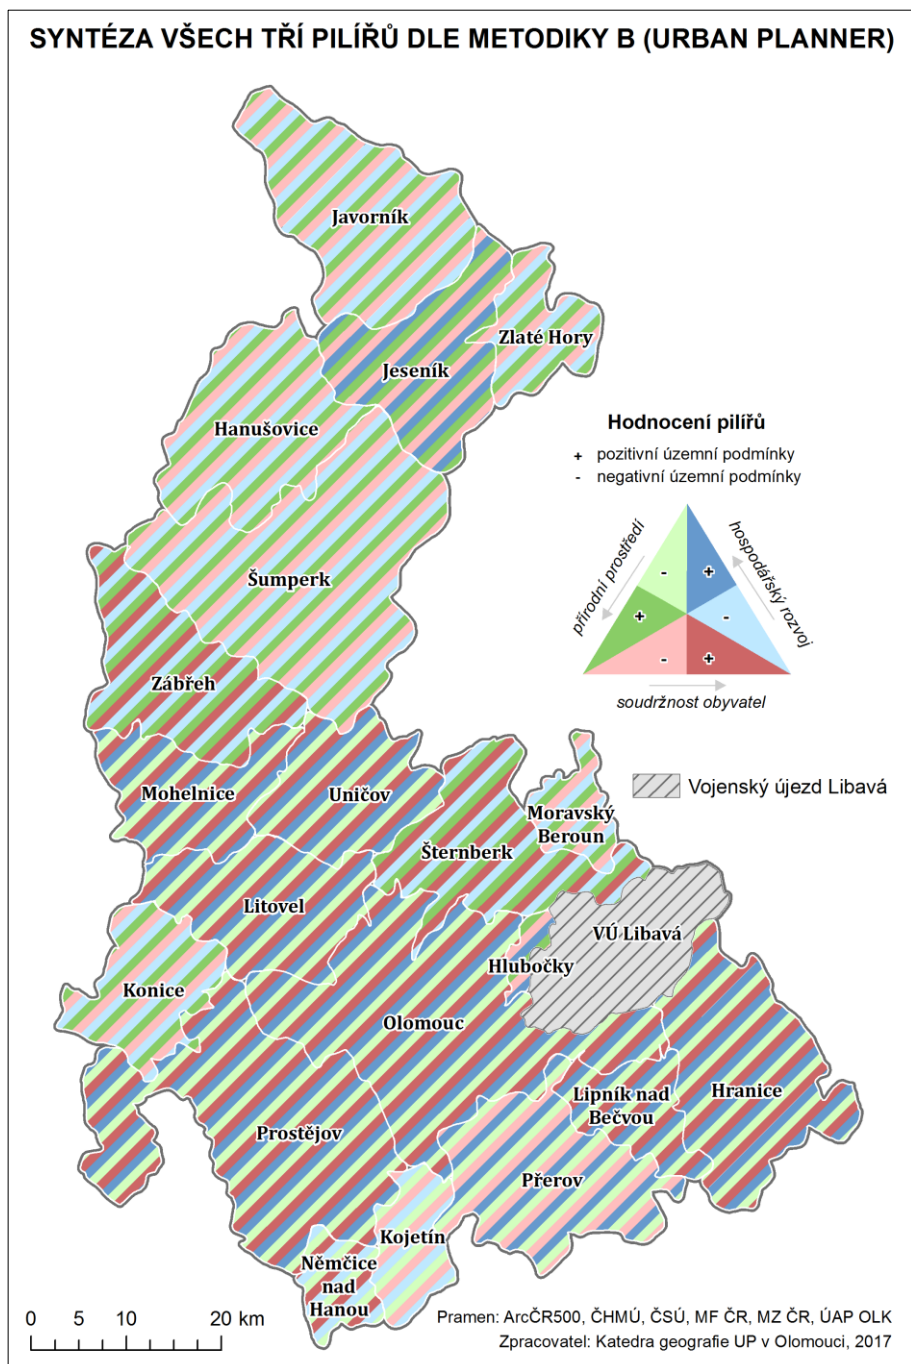 SYNTÉZA VŠECH TŘÍ PILÍŘŮ DLE METODIKY B (URBAN PLANNER)
Javorník
Zlaté Hory
Jeseník
Hanušovice
Hodnocení pilířů
+ pozitivní územní podmínky
- negativní územní podmínky
přírodní prostředí
hospodářský rozvoj
- +
+ -
- +
soudržnost obyvatel
Šumperk
Zábřeh
Mohelnice
Uničov
Vojenský újezd Libavá
Moravský
Beroun
Šternberk
Litovel
VÚ Libavá
Hlubočky
Konice
Olomouc
Lipník nad
Bečvou
Hranice
Prostějov
Přerov
Kojetín
Němčice
nad
Hanou
0 5 10 20 km
Pramen: ArcČR500, ČHMÚ, ČSÚ, MF ČR, MZ ČR, ÚAP OLK
Zpracovatel: Katedra geografie UP v Olomouci, 2017